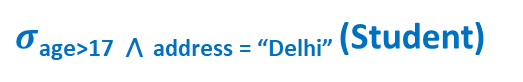 σ age>17 ∧ address = “Delhi” (Student)